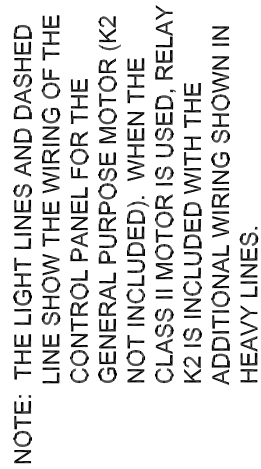 NOTE: THE LIGHT LINES AND DASHED
LINE SHOW THE WIRING OF THE
CONTROL PANEL FOR THE
GENERAL PURPOSE MOTOR (K2
NOT INCLUDED). WHEN THE
CLASS II MOTOR IS USED, RELAY
K2 IS INCLUDED WITH THE
ADDITIONAL WIRING SHOWN IN
HEAVY LINES.